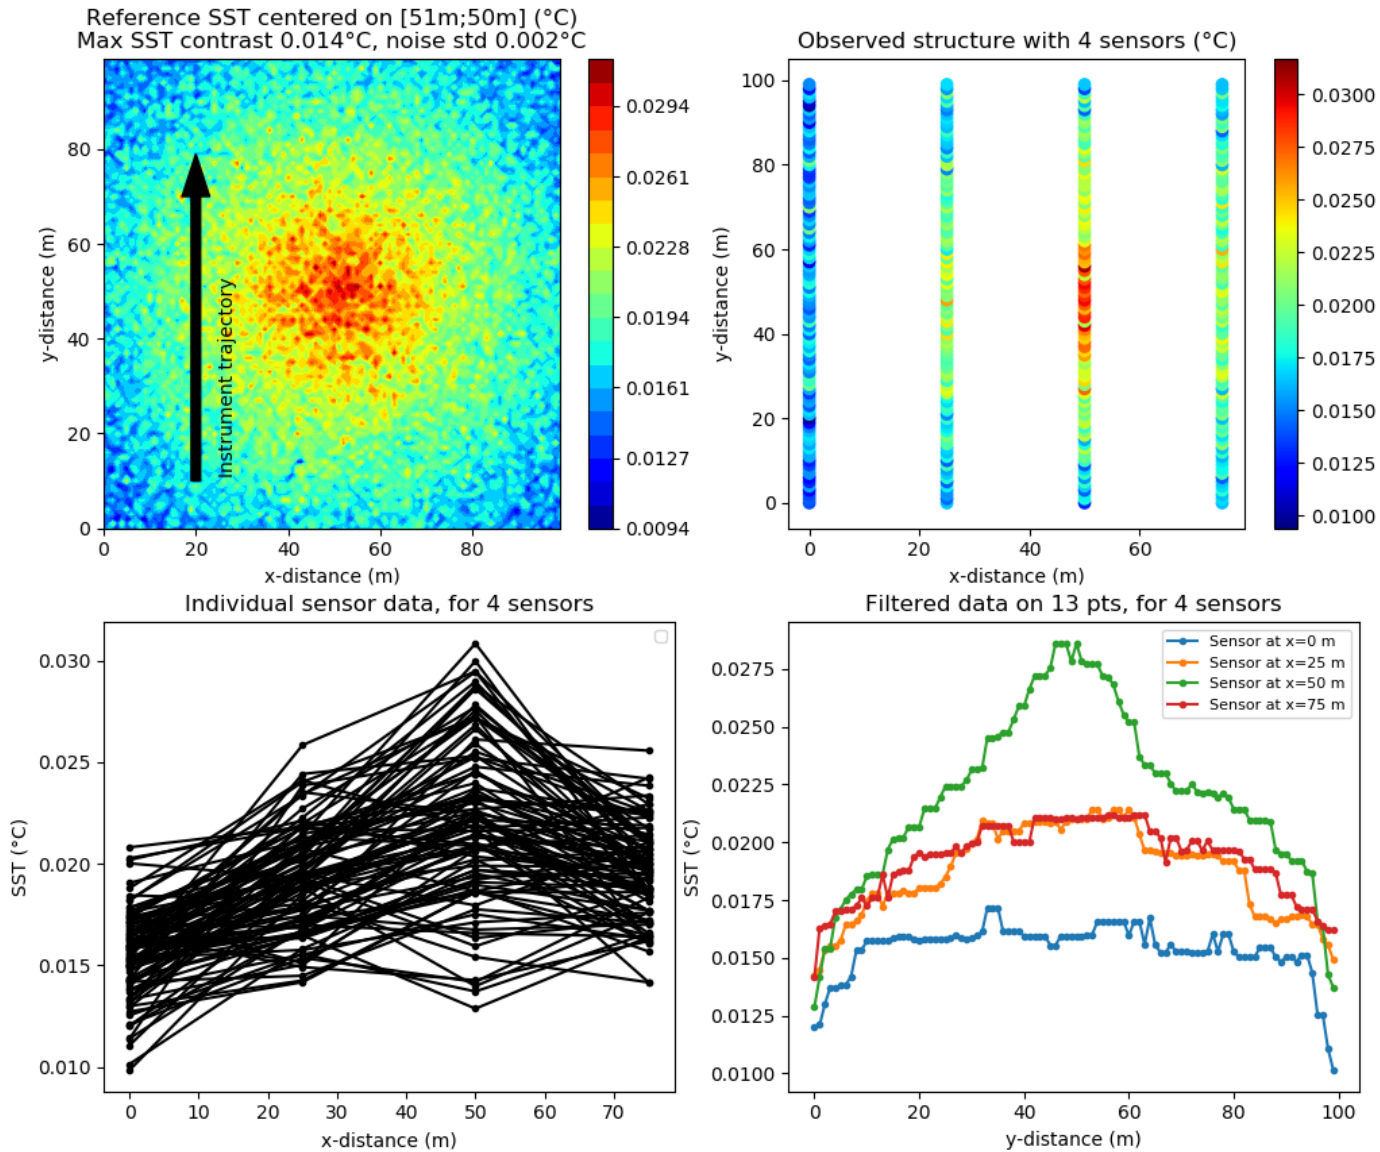 Reference SST centered on [51m;50m] (°C)
Max SST contrast 0.014°C, noise std 0.002°C
80
60
40
20
0
y-distance (m)
Instrument trajectory
0 20 40 60 80
x-distance (m)
0.0294
0.0261
0.0228
0.0194
0.0161
0.0127
0.0094
Observed structure with 4 sensors (°C)
100
80
60
40
20
0
y-distance (m)
0 20 40 60
x-distance (m)
0.0300
0.0275
0.0250
0.0225
0.0200
0.0175
0.0150
0.0125
0.0100
Individual sensor data, for 4 sensors
0.030
0.025
0.020
0.015
0.010
SST (°C)
0 10 20 30 40 50 60 70
x-distance (m)
Filtered data on 13 pts, for 4 sensors
Sensor at x=0 m
Sensor at x=25 m
Sensor at x=50 m
Sensor at x=75 m
0.0275
0.0250
0.0225
0.0200
0.0175
0.0150
0.0125
0.0100
SST (°C)
0 20 40 60 80 100
y-distance (m)